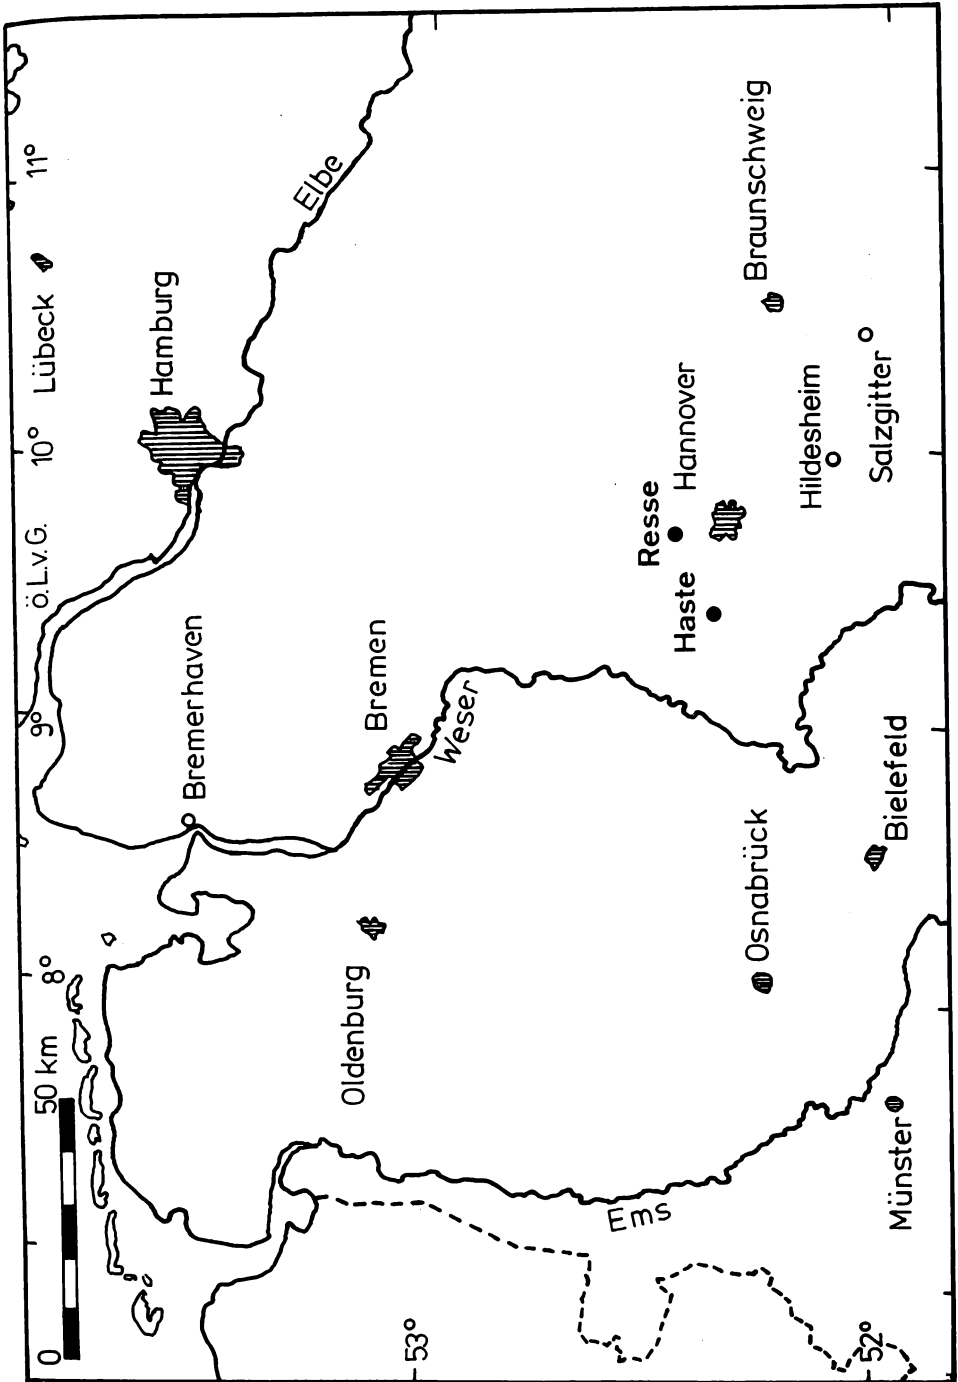 0 50 km
8°
9°
ö.L.v.G.
10°
Lübeck
11°
Hamburg
Bremerhaven
Elbe
Oldenburg
Bremen
53°
Weser
Ems
Resse
Haste
Hannover
Osnabrück
Braunschweig
Hildesheim
Münster
Bielefeld
Salzgitter
52°